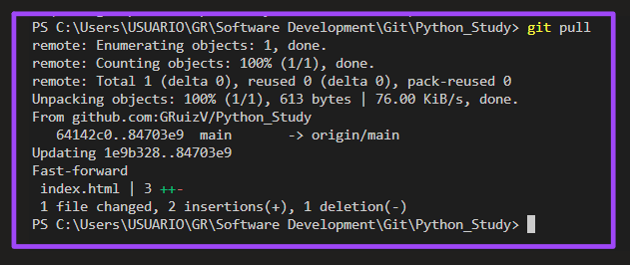 PS C:\Users\USUARIO\GR\Software Development\Git\Python_Study> git pull
remote: Enumerating objects: 1, done.
remote: Counting objects: 100% (1/1), done.
remote: Total 1 (delta 0), reused 0 (delta 0), pack-reused 0
Unpacking objects: 100% (1/1), 613 bytes | 76.00 KiB/s, done.
From github.com:GRuizV/Python_Study
   64142c0..84703e9  main       -> origin/main
Updating 1e9b328..84703e9
Fast-forward
 index.html | 3 ++-
 1 file changed, 2 insertions(+), 1 deletion(-)
PS C:\Users\USUARIO\GR\Software Development\Git\Python_Study>